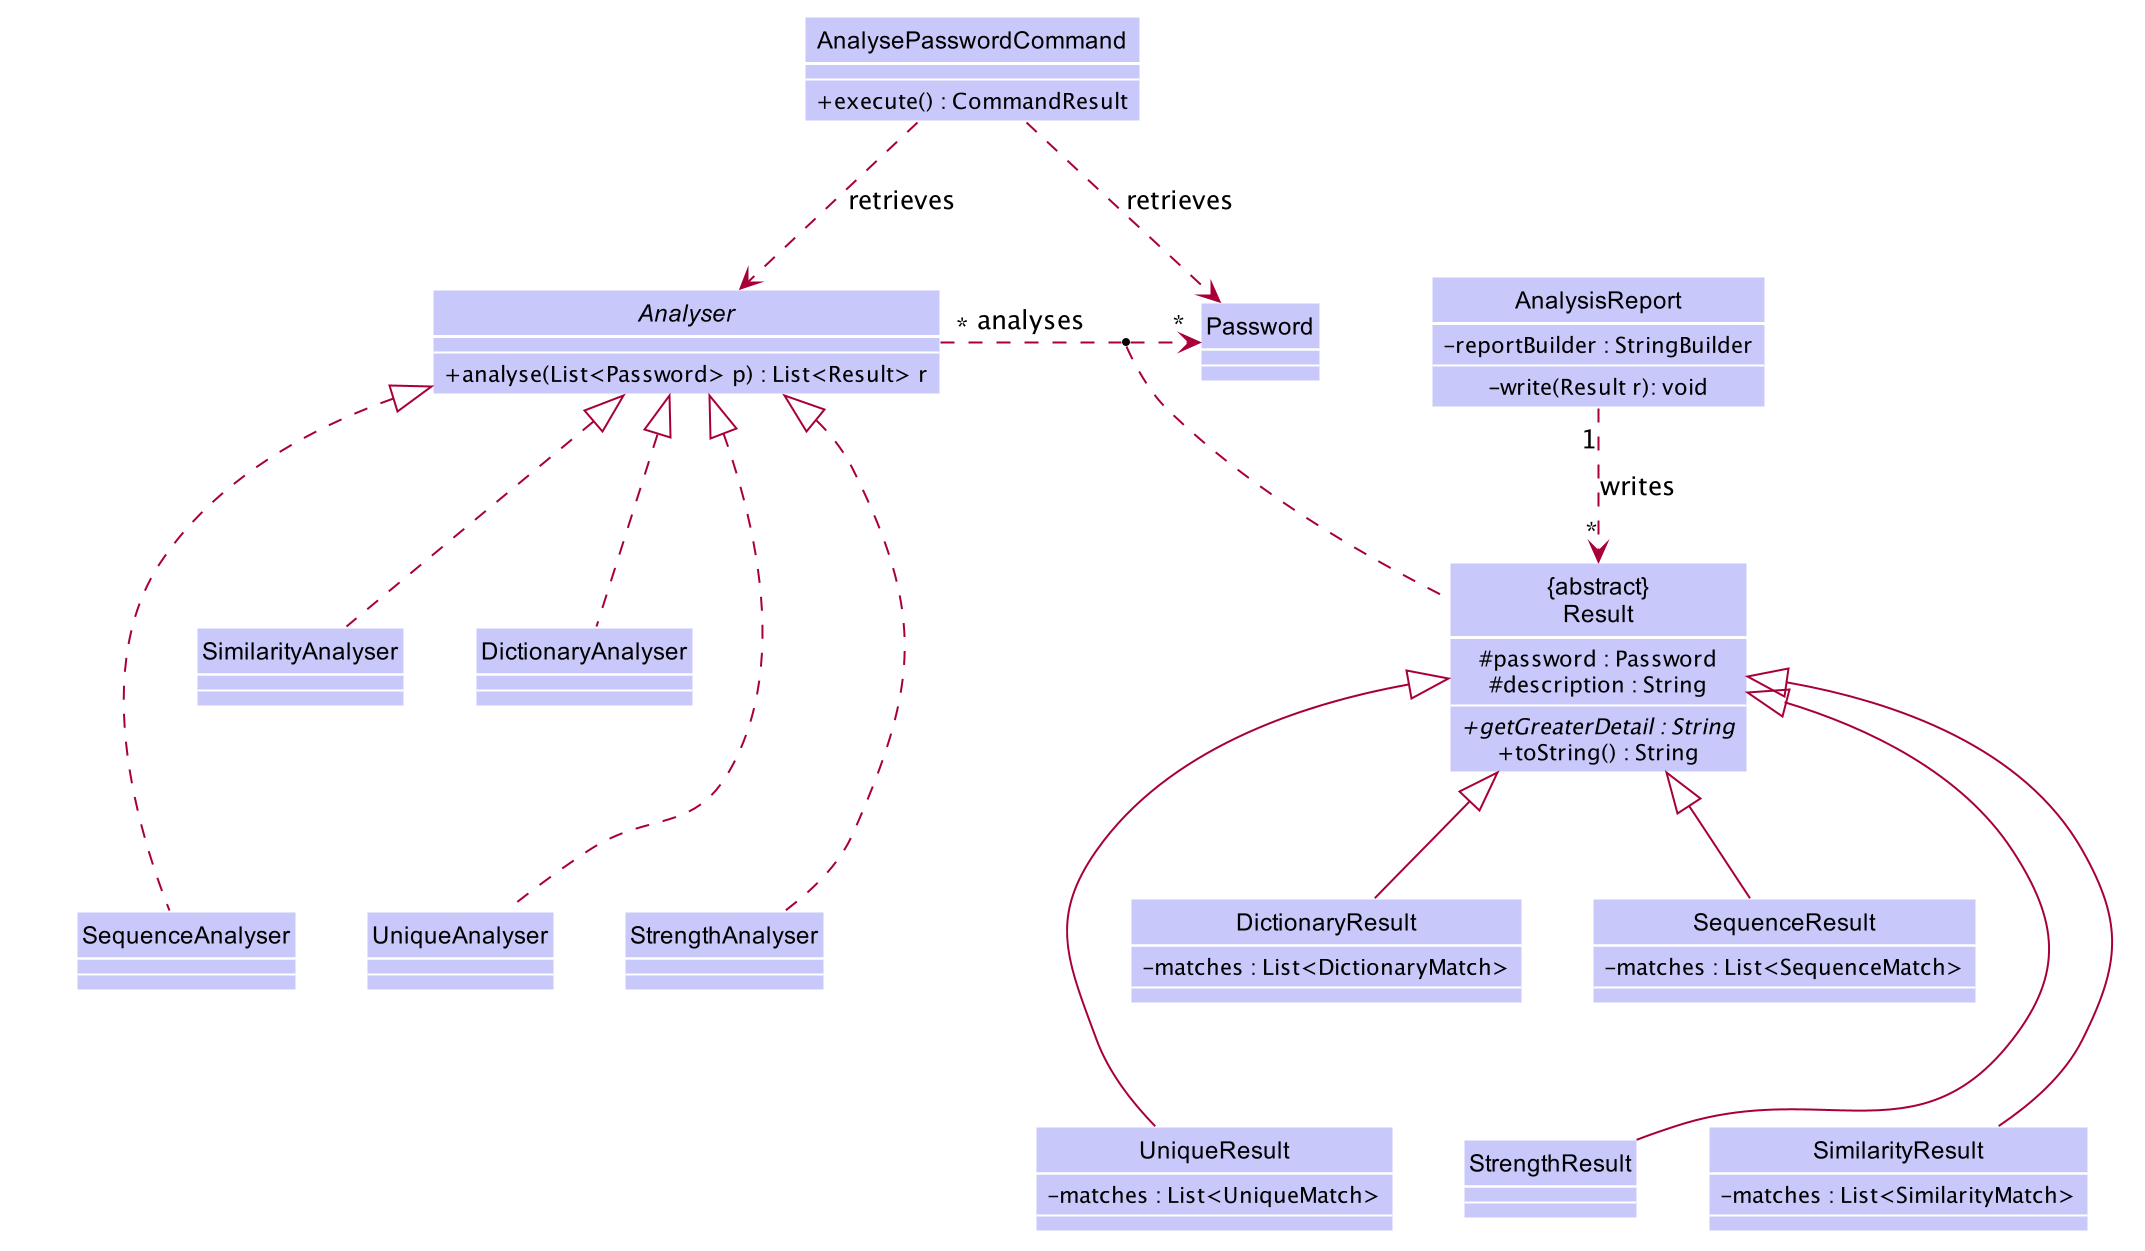 AnalysePasswordCommand
+execute() : CommandResult
retrieves
retrieves
Analyser
+analyse(List<Password> p) : List<Result> r
* analyses
*
Password
AnalysisReport
-reportBuilder : StringBuilder
-write(Result r): void
1
writes
*
{abstract}
Result
#password : Password
#description : String
+getGreaterDetail : String
+toString() : String
SimilarityAnalyser
DictionaryAnalyser
SequenceAnalyser
UniqueAnalyser
StrengthAnalyser
DictionaryResult
-matches : List<DictionaryMatch>
SequenceResult
-matches : List<SequenceMatch>
UniqueResult
-matches : List<UniqueMatch>
StrengthResult
SimilarityResult
-matches : List<SimilarityMatch>